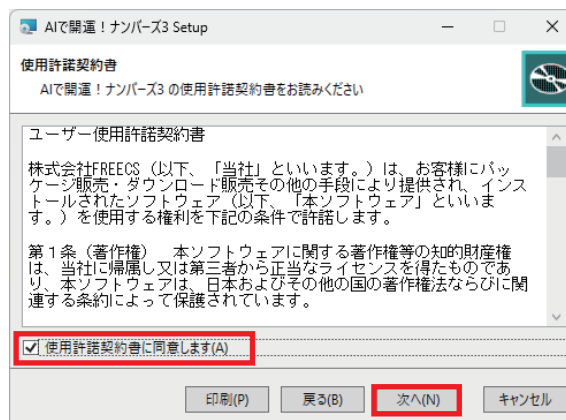 AIで開運！ナンバーズ3 Setup
使用許諾契約書
AIで開運！ナンバーズ3 の使用許諾契約書をお読みください
ユーザー使用許諾契約書
株式会社FREECS（以下、「当社」といいます。）は、お客様にパッ
ケージ販売・ダウンロード販売その他の手段により提供され、インス
トールされたソフトウェア（以下、「本ソフトウェア」といいま
す。）を使用する権利を下記の条件で許諾します。
第１条（著作権）　本ソフトウェアに関する著作権等の知的財産権
は、当社に帰属し又は第三者から正当なライセンスを得たものであ
り、本ソフトウェアは、日本およびその他の国の著作権法ならびに関
連する条約によって保護されています。
使用許諾契約書に同意します(A)
印刷(P) 戻る(B) 次へ(N) キャンセル